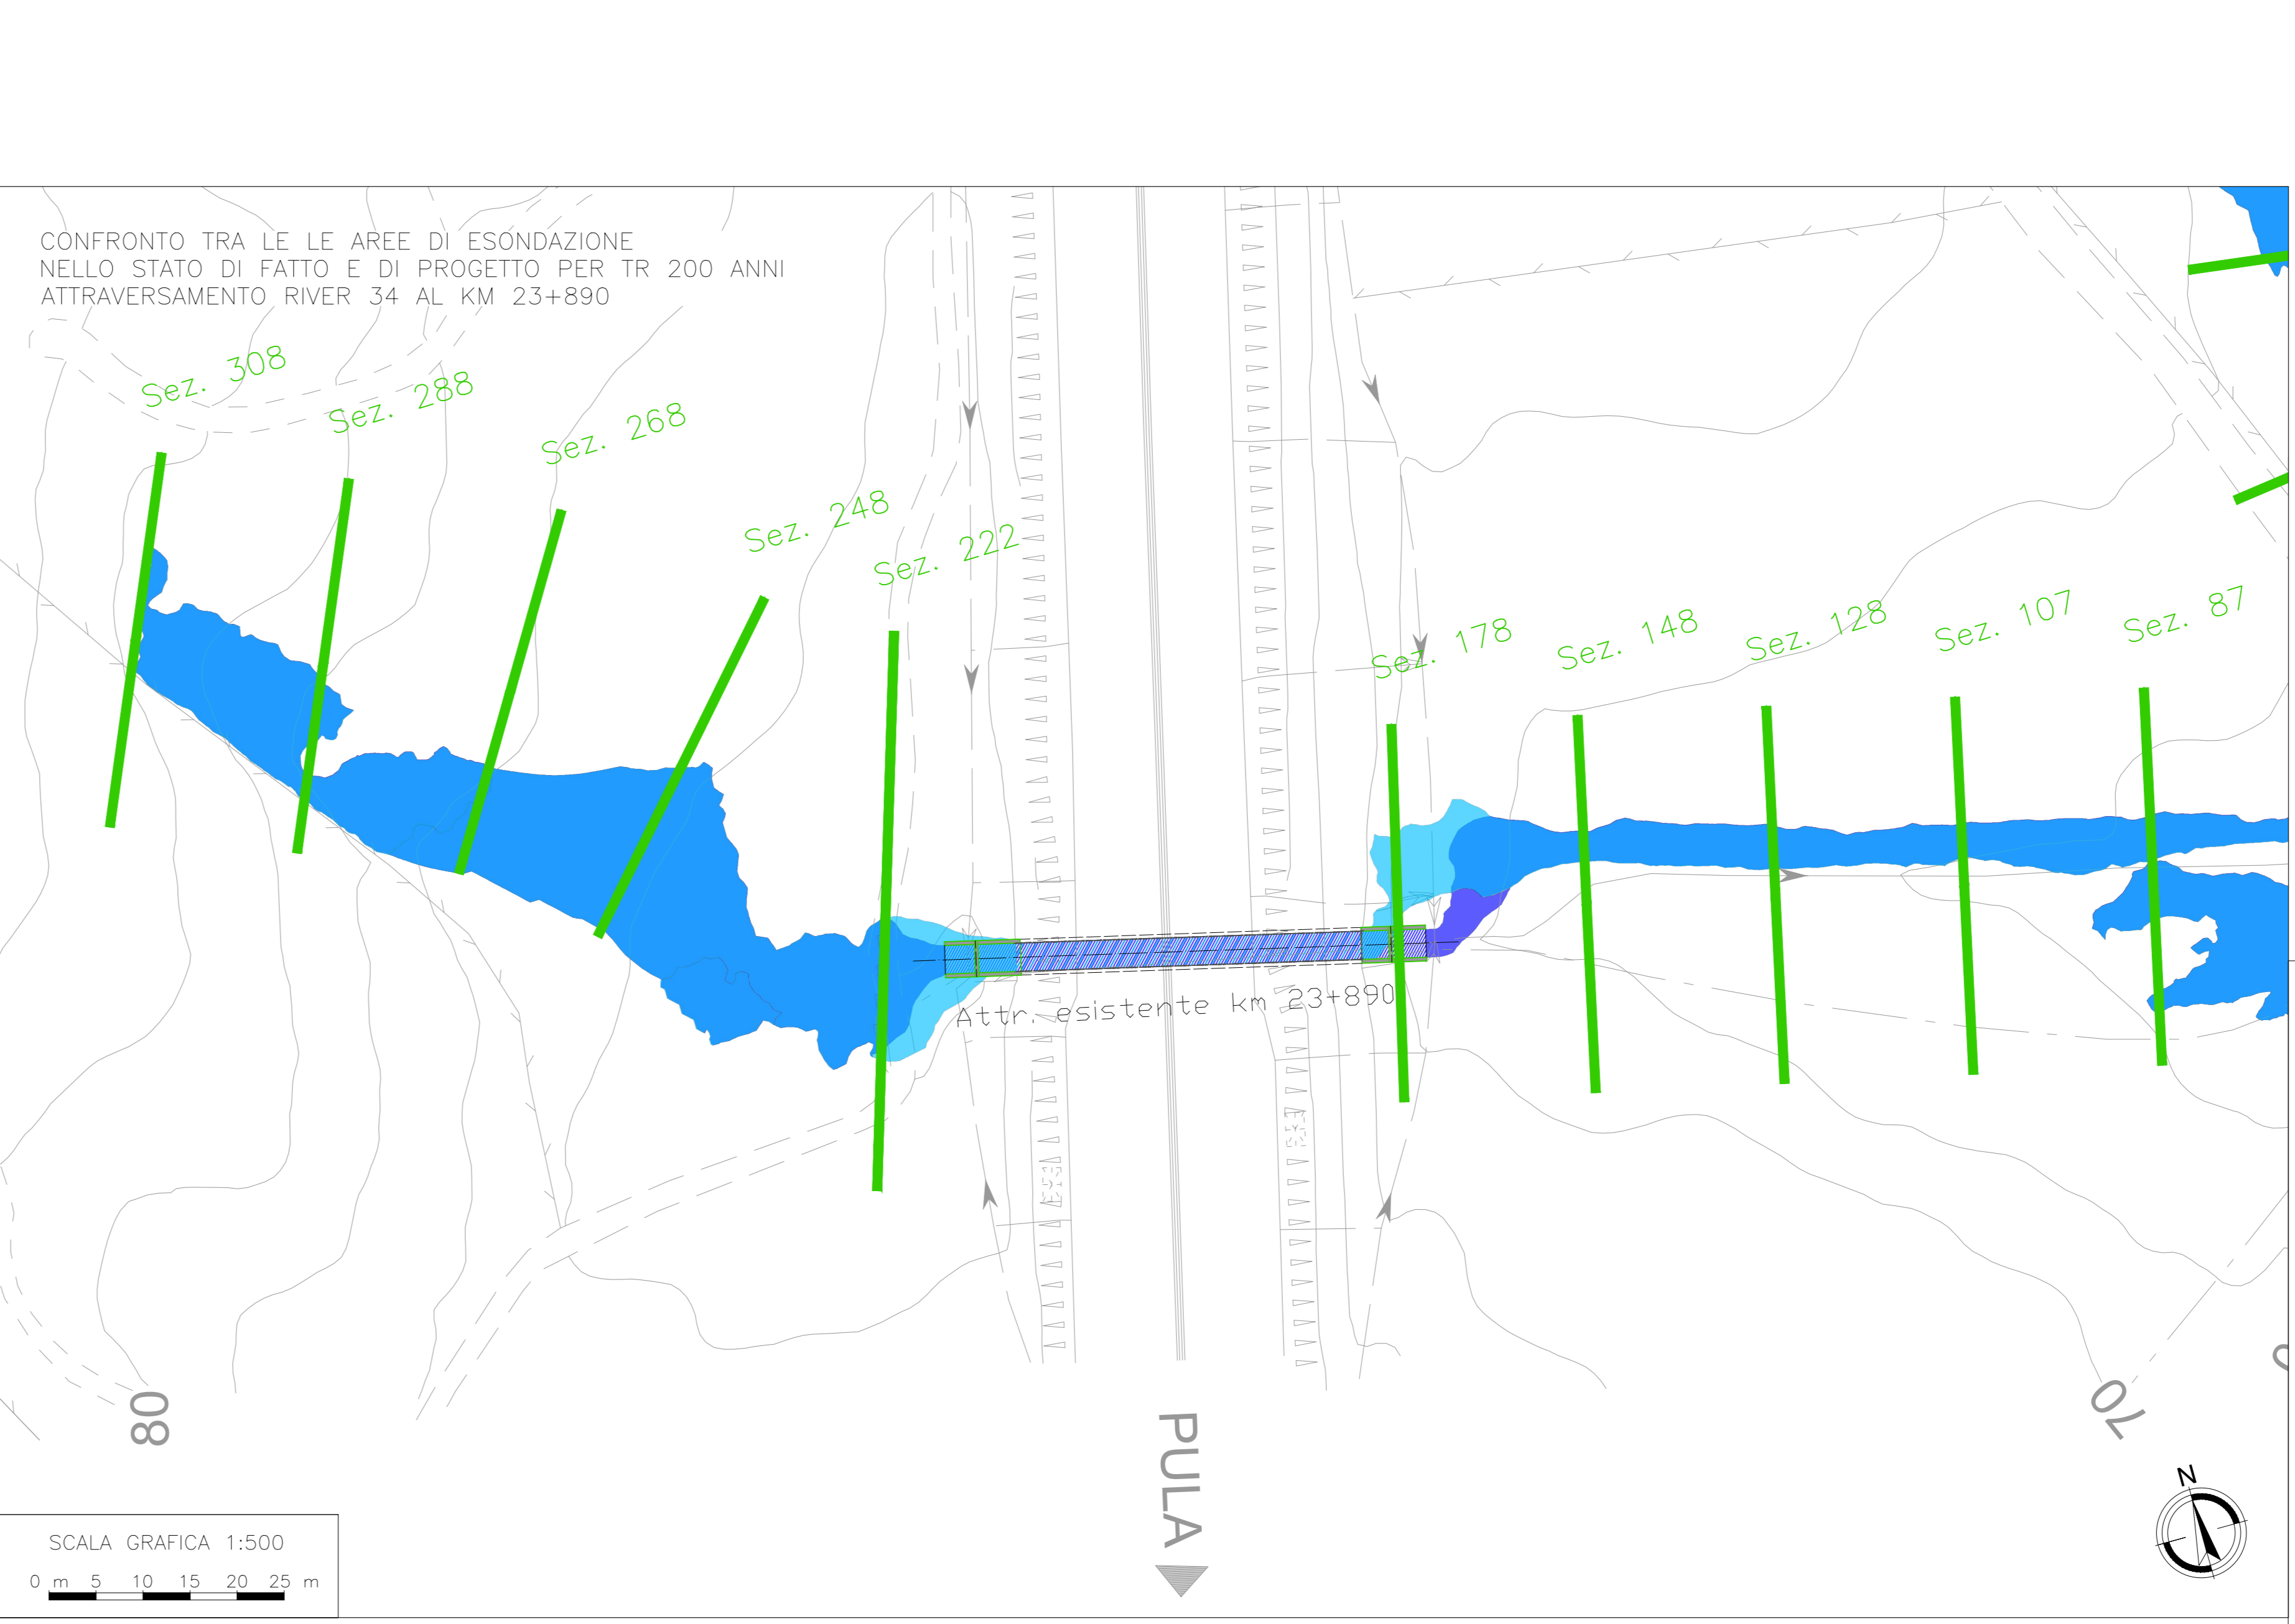 CONFRONTO TRA LE LE AREE DI ESONDAZIONE
NELLO STATO DI FATTO E DI PROGETTO PER TR 200 ANNI
ATTRAVERSAMENTO RIVER 34 AL KM 23+890
Sez. 308
Sez. 288
Sez. 268
Sez. 248
Sez. 222
Sez. 178
Sez. 148
Sez. 128
Sez. 107
Sez. 87
Attr. esistente km 23+890
80
PULA
70
N
SCALA GRAFICA 1:500
0 m 5 10 15 20 25 m